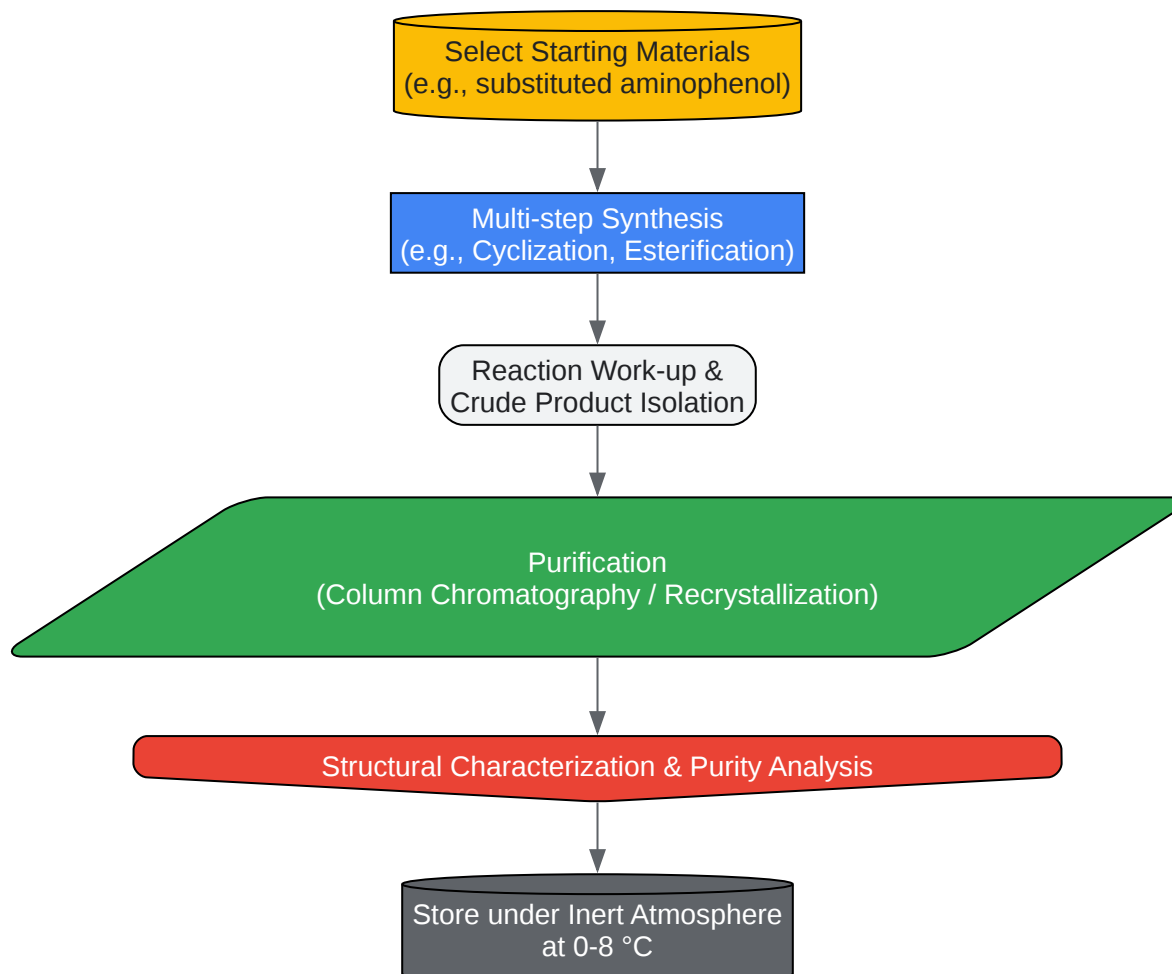 Select Starting Materials
(e.g., substituted aminophenol)
Multi-step Synthesis
(e.g., Cyclization, Esterification)
Reaction Work-up &
Crude Product Isolation
Purification
(Column Chromatography / Recrystallization)
Structural Characterization & Purity Analysis
Store under Inert Atmosphere
at 0-8 °C